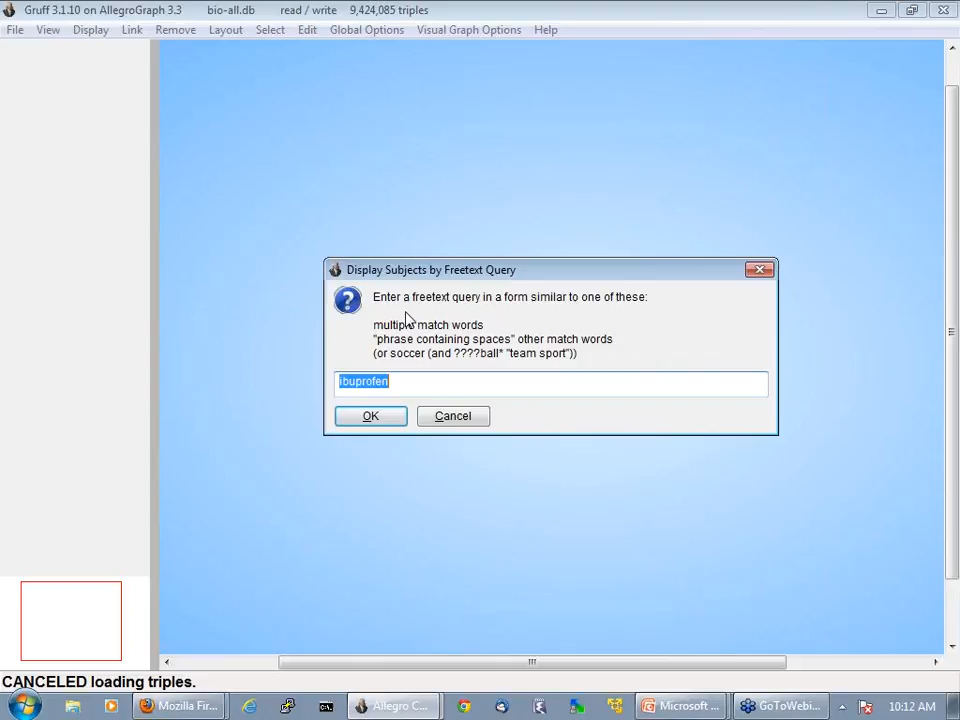 Gruff 3.1.10 on AllegroGraph 3.3 bio-all.db read / write 9,424,085 triples
File View Display Link Remove Layout Select Edit Global Options Visual Graph Options Help
Display Subjects by Freetext Query
Enter a freetext query in a form similar to one of these:
multiple match words
"phrase containing spaces" other match words
(or soccer (and ????ball* "team sport"))
ibuprofen
OK Cancel
CANCELED loading triples.
Mozilla Fir... Allegro C... Microsoft ... GoToWebi... 10:12 AM